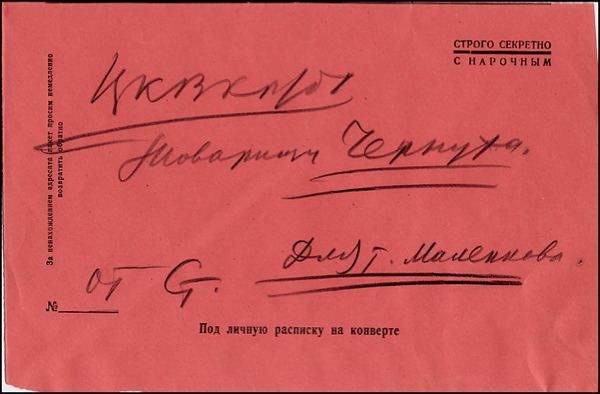 СТРОГО СЕКРЕТНО
С НАРОЧНЫМ
ЦК ВКП(б)
Товарищу Чернуха.
Для т. Маленкова.
от С.
За ненахождением адресата пакет просим немедленно
возвратить обратно
№
Под личную расписку на конверте